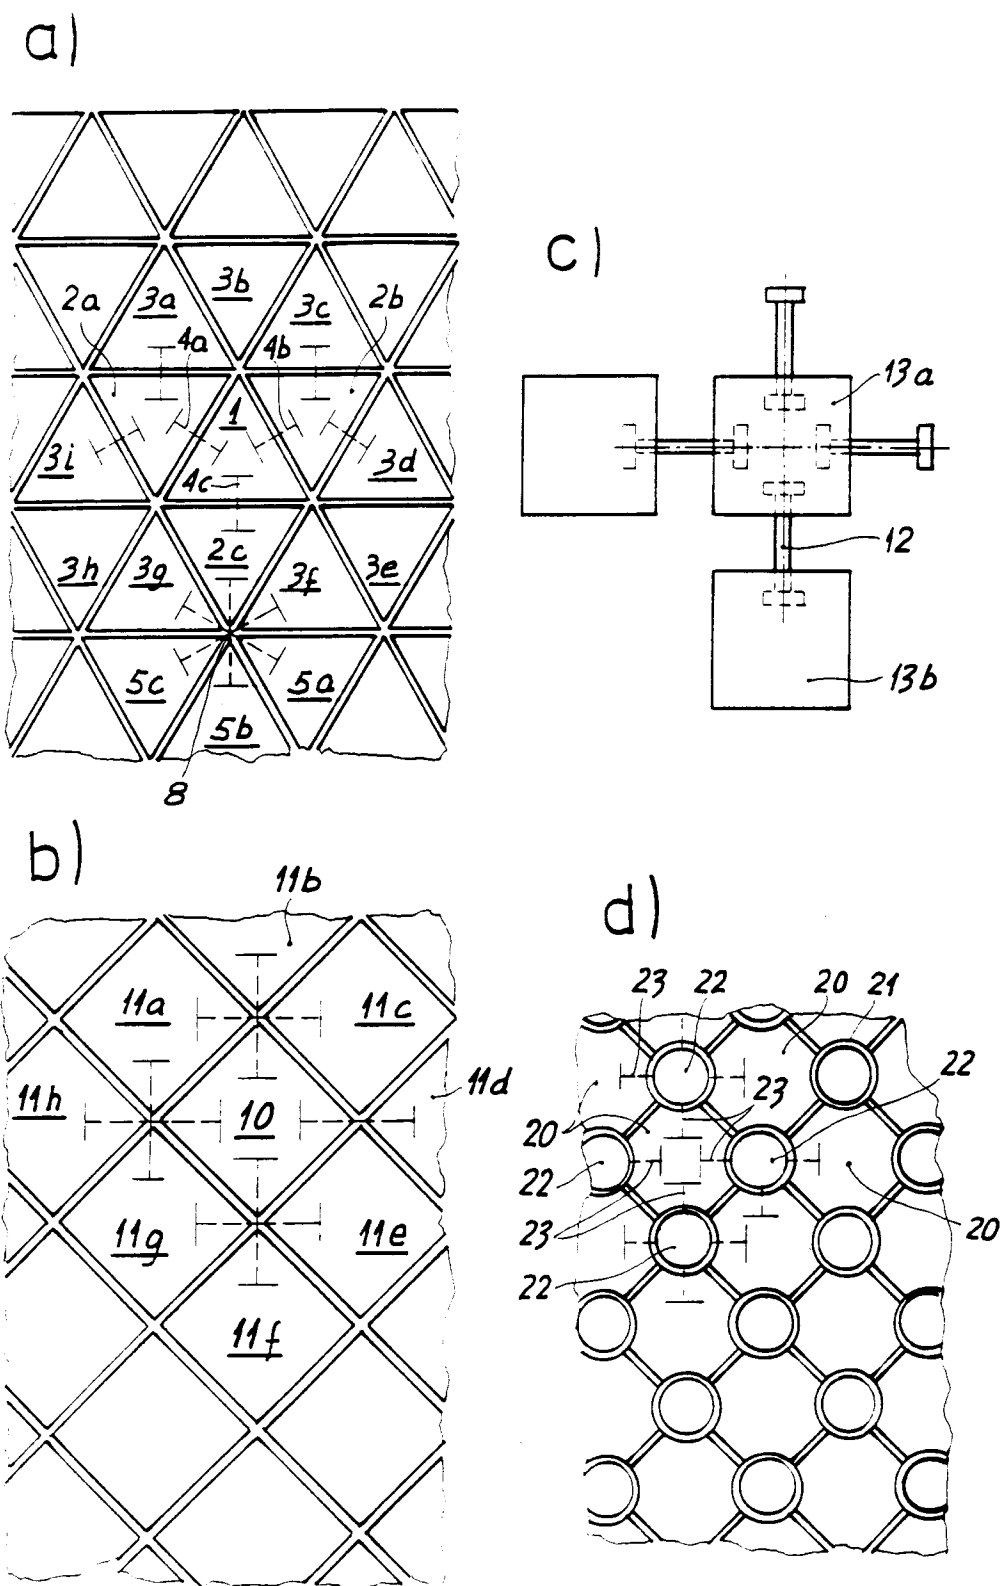 a)
3b
2a 3a 3c 2b
4a 4b
1
3i 3d
4c
2c
3h 3g 3f 3e
5c 5a
5b
8
c)
13a
12
13b
b)
11b
11a 11c
11d
11h 10
11g 11e
11f
d)
23 22 20 21
23 22
20
22
23 20
22